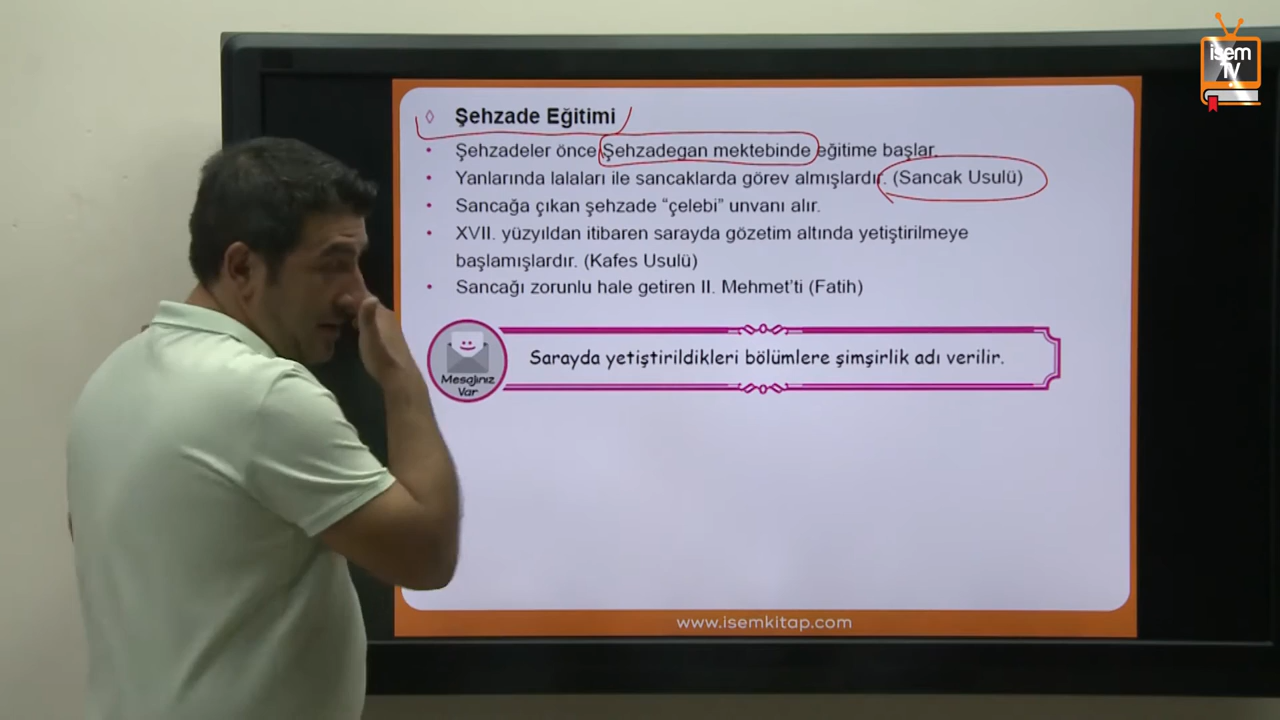 isem
TV
Şehzade Eğitimi
Şehzadeler önce Şehzadegan mektebinde eğitime başlar.
Yanlarında lalaları ile sancaklarda görev almışlardır. (Sancak Usulü)
Sancağa çıkan şehzade “çelebi” unvanı alır.
XVII. yüzyıldan itibaren sarayda gözetim altında yetiştirilmeye
başlamışlardır. (Kafes Usulü)
Sancağı zorunlu hale getiren II. Mehmet’ti (Fatih)
Sarayda yetiştirildikleri bölümlere şimşirlik adı verilir.
Mesajınız
Var
www.isemkitap.com